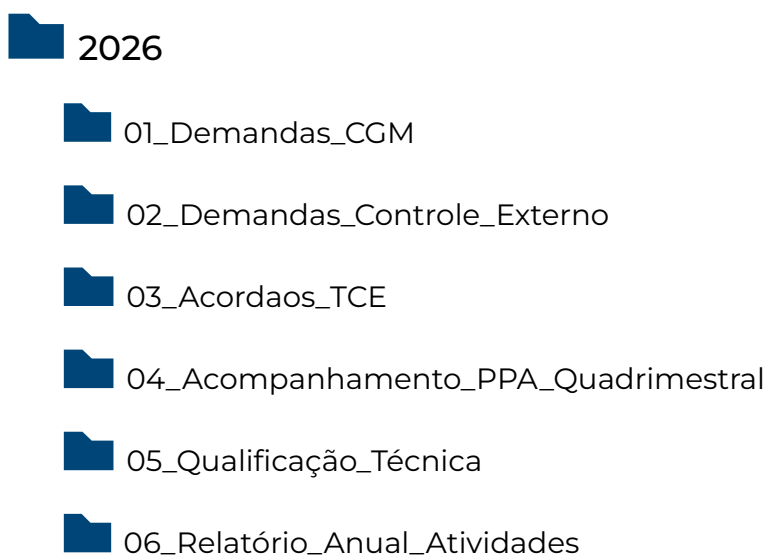 2026
01_Demandas_CGM
02_Demandas_Controle_Externo
03_Acordaos_TCE
04_Acompanhamento_PPA_Quadrimestral
05_Qualificação_Técnica
06_Relatório_Anual_Atividades